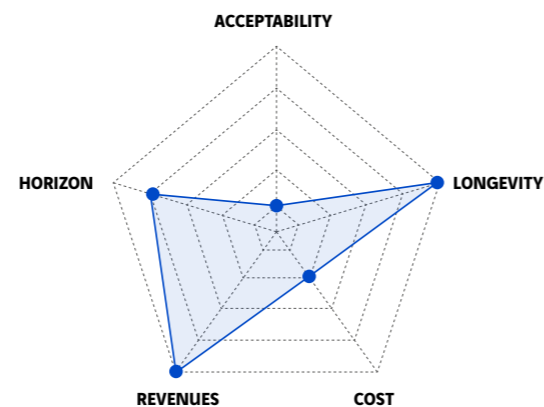 ACCEPTABILITY
HORIZON
LONGEVITY
REVENUES
COST